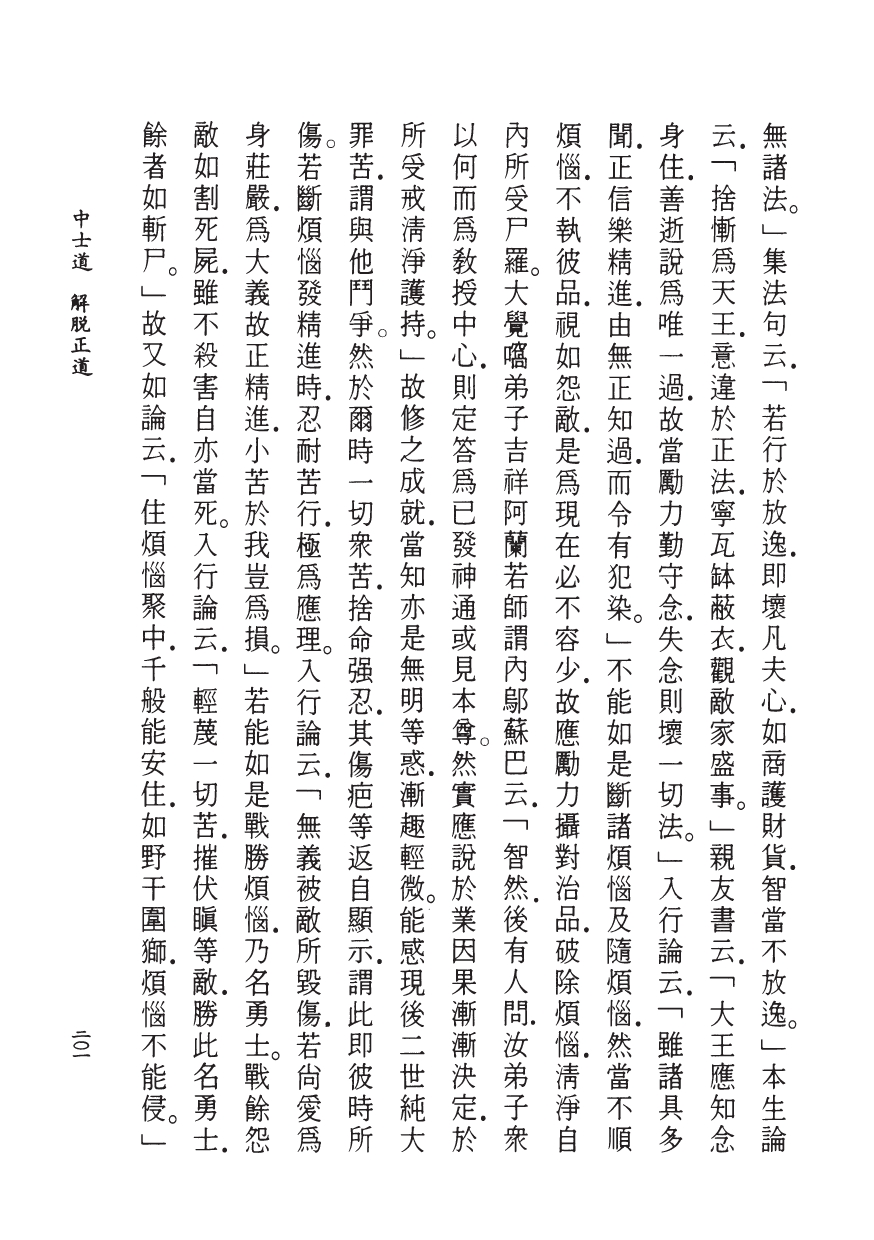 無諸法。」集法句云．「若行於放逸．即壞凡夫心．如商護財貨．智當不放逸。」本生論
云．「捨慚爲天王．意違於正法．寧瓦缽蔽衣．觀敵家盛事。」親友書云．「大王應知念
身住．善逝說爲唯一過．故當勵力勤守念．失念則壞一切法。」入行論云．「雖諸具多
聞．正信樂精進．由無正知過．而令有犯染。」不能如是斷諸煩惱及隨煩惱．然當不順
煩惱．不執彼品．視如怨敵．是爲現在必不容少．故應勵力攝對治品．破除煩惱．清淨自
內所受尸羅。大覺嗢弟子吉祥阿蘭若師謂內鄔蘇巴云．「智然．後有人問．汝弟子衆
以何而爲敎授中心．則定答爲已發神通或見本尊。然實應說於業因果漸漸決定．於
所受戒清淨護持。」故修之成就．當知亦是無明等惑．漸趣輕微。能感現後二世純大
罪苦．謂與他鬥爭。然於爾時一切衆苦．捨命强忍．其傷疤等返自顯示．謂此即彼時所
傷。若斷煩惱發精進時．忍耐苦行．極爲應理。入行論云．「無義被敵所毀傷．若尙愛爲
身莊嚴．爲大義故正精進．小苦於我豈爲損。」若能如是戰勝煩惱．乃名勇士。戰餘怨
敵如割死屍．雖不殺害自亦當死。入行論云．「輕蔑一切苦．摧伏瞋等敵．勝此名勇士．
餘者如斬尸。」故又如論云．「住煩惱聚中．千般能安住．如野干圍獅．煩惱不能侵。」
中士道 解脫正道
二〇一